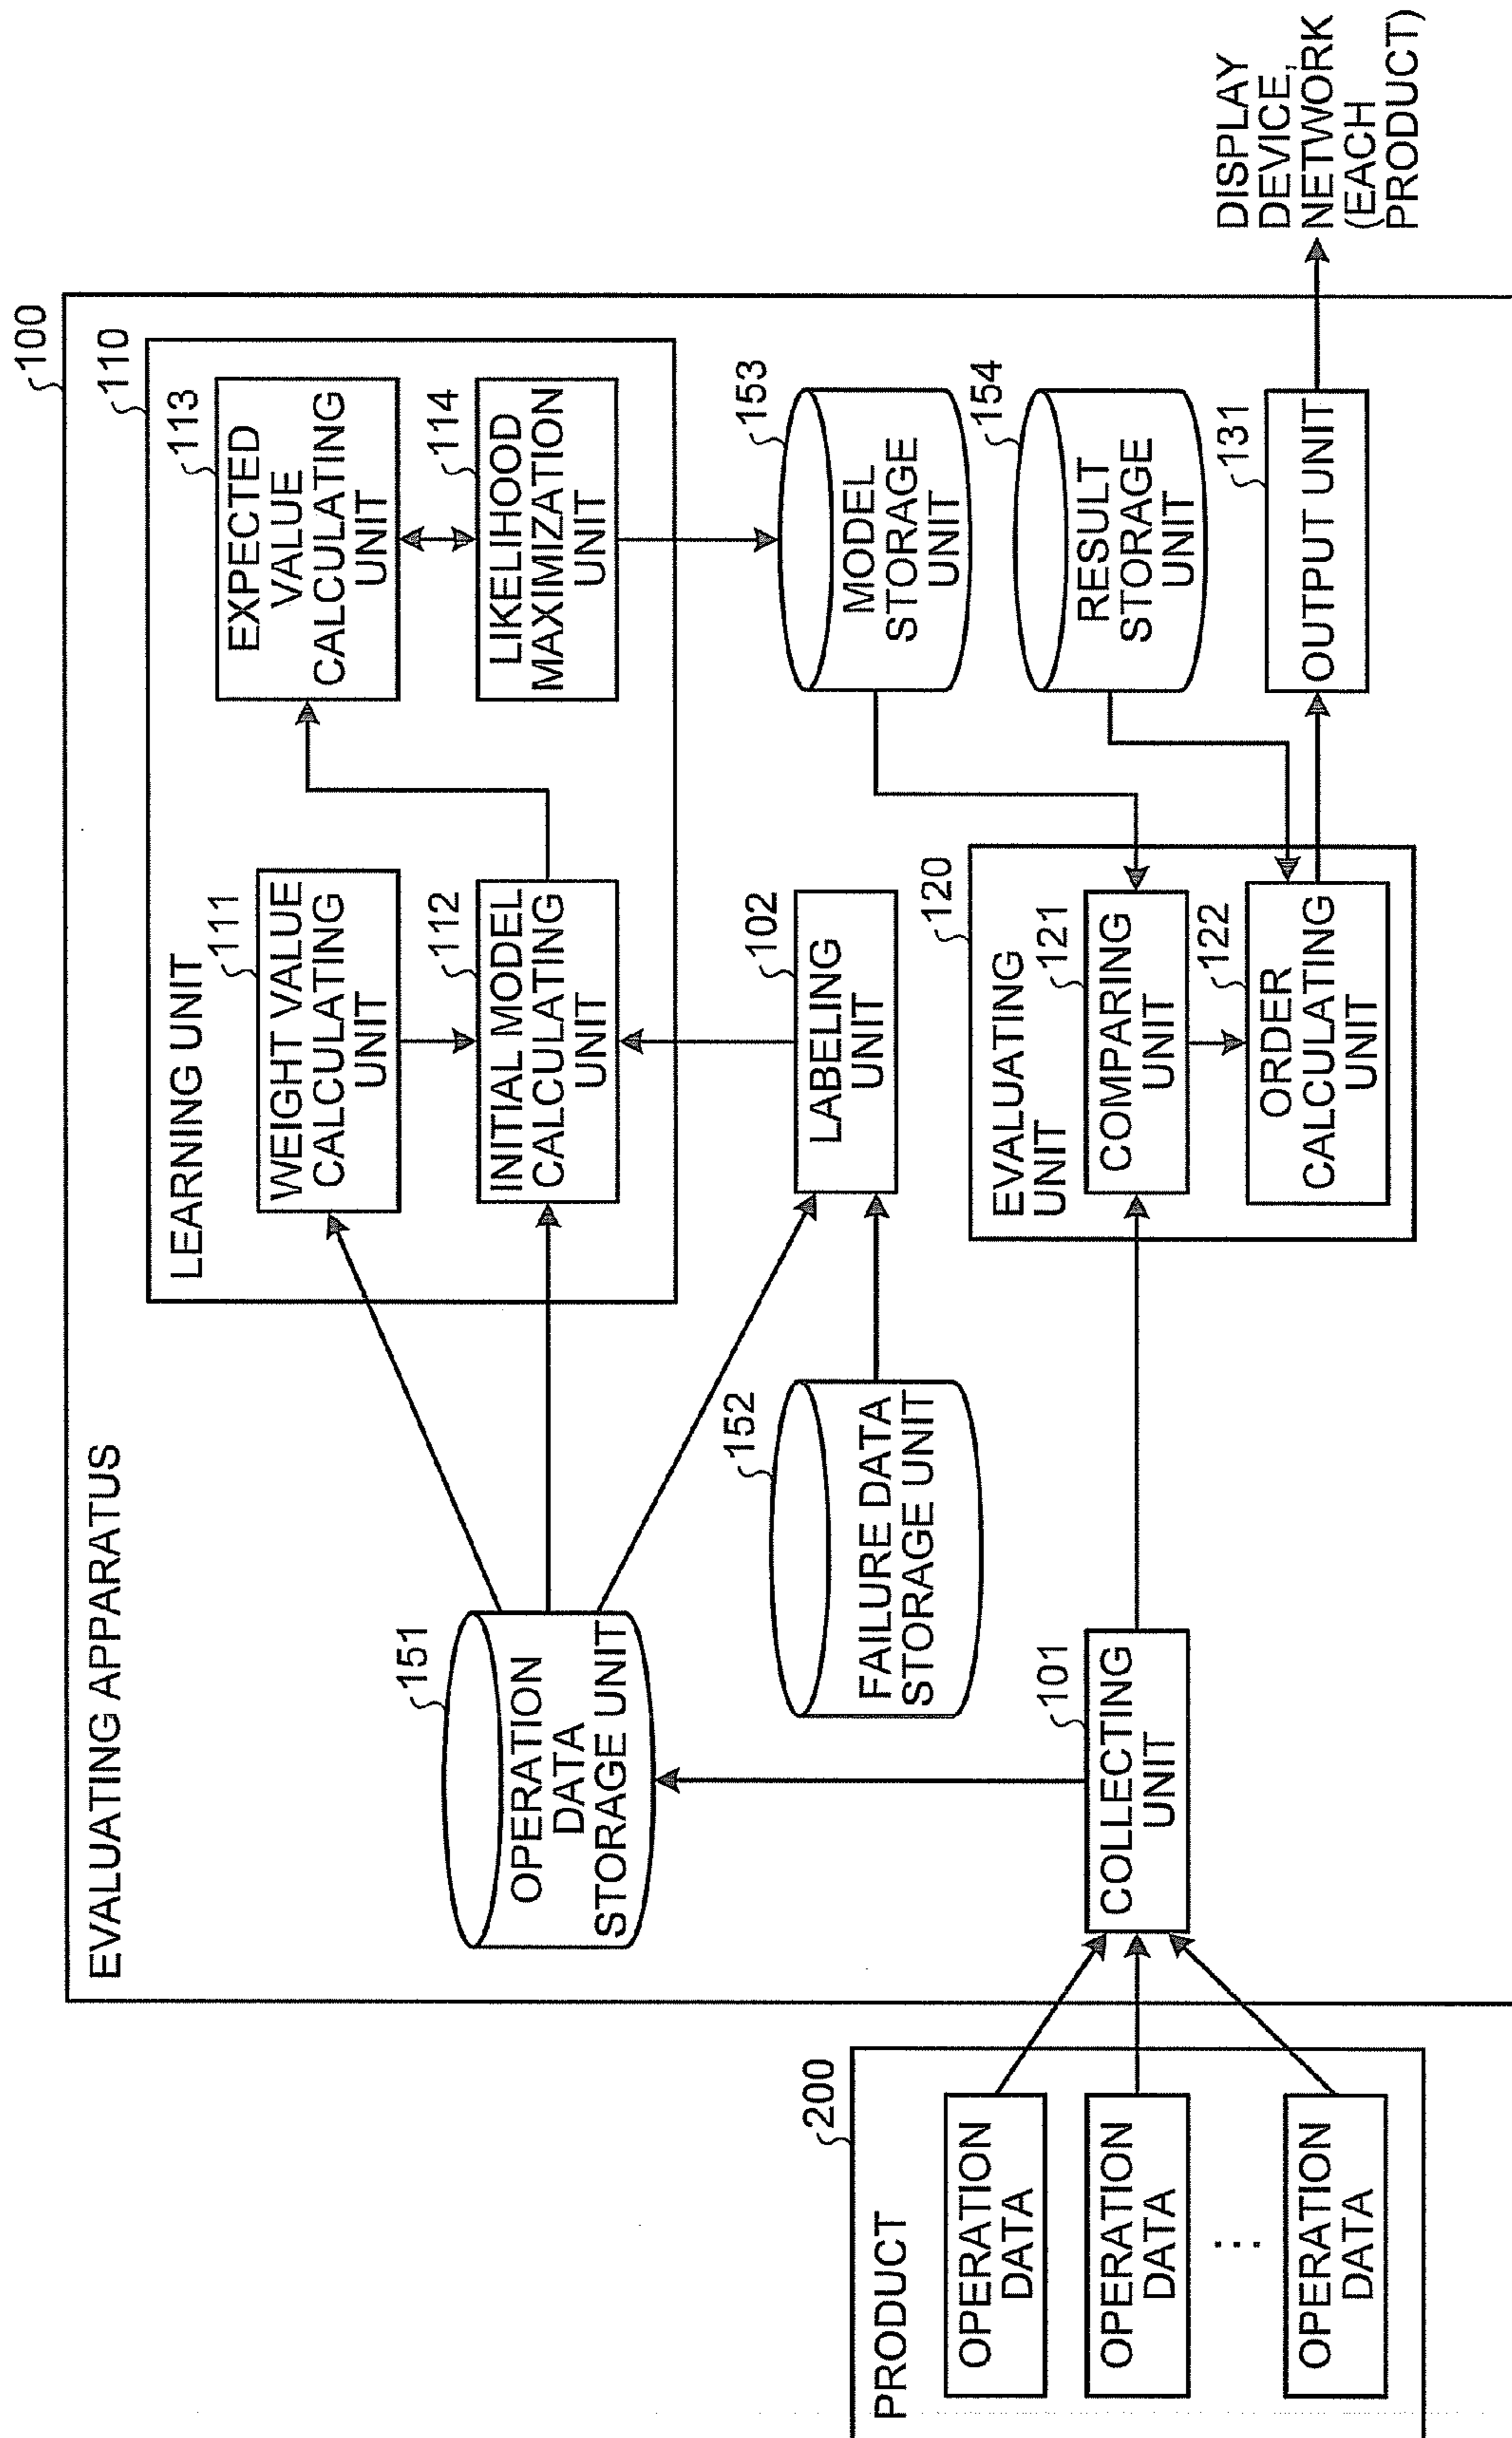 100
EVALUATING APPARATUS
110
LEARNING UNIT
111
WEIGHT VALUE
CALCULATING
UNIT
113
EXPECTED
VALUE
CALCULATING
UNIT
112
INITIAL MODEL
CALCULATING
UNIT
114
LIKELIHOOD
MAXIMIZATION
UNIT
151
OPERATION
DATA
STORAGE UNIT
152
FAILURE DATA
STORAGE UNIT
102
LABELING
UNIT
153
MODEL
STORAGE
UNIT
154
RESULT
STORAGE
UNIT
200
PRODUCT
OPERATION
DATA
OPERATION
DATA
...
OPERATION
DATA
101
COLLECTING
UNIT
120
EVALUATING
UNIT
121
COMPARING
UNIT
122
ORDER
CALCULATING
UNIT
131
OUTPUT UNIT
DISPLAY
DEVICE,
NETWORK
(EACH
PRODUCT)